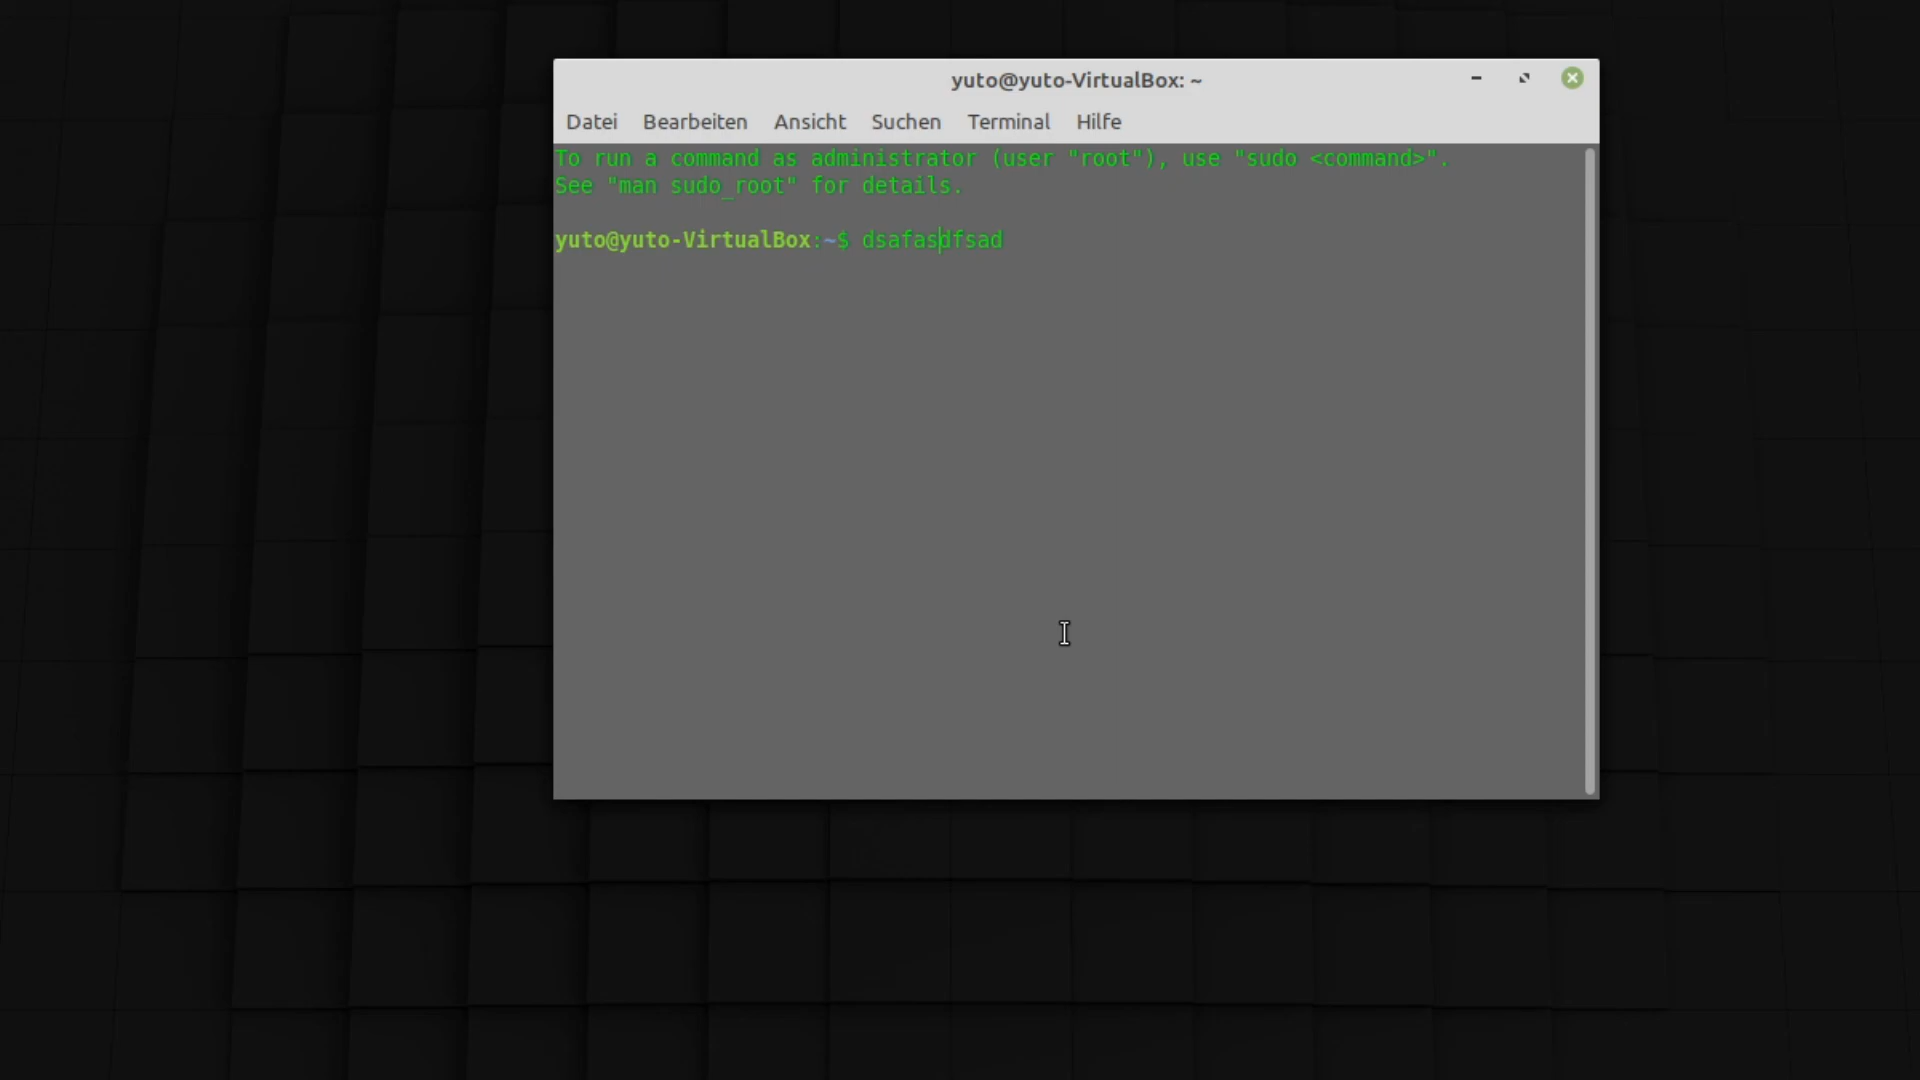 yuto@yuto-VirtualBox: ~
Datei Bearbeiten Ansicht Suchen Terminal Hilfe
To run a command as administrator (user "root"), use "sudo <command>".
See "man sudo_root" for details.
yuto@yuto-VirtualBox:~$ dsafasdfsad